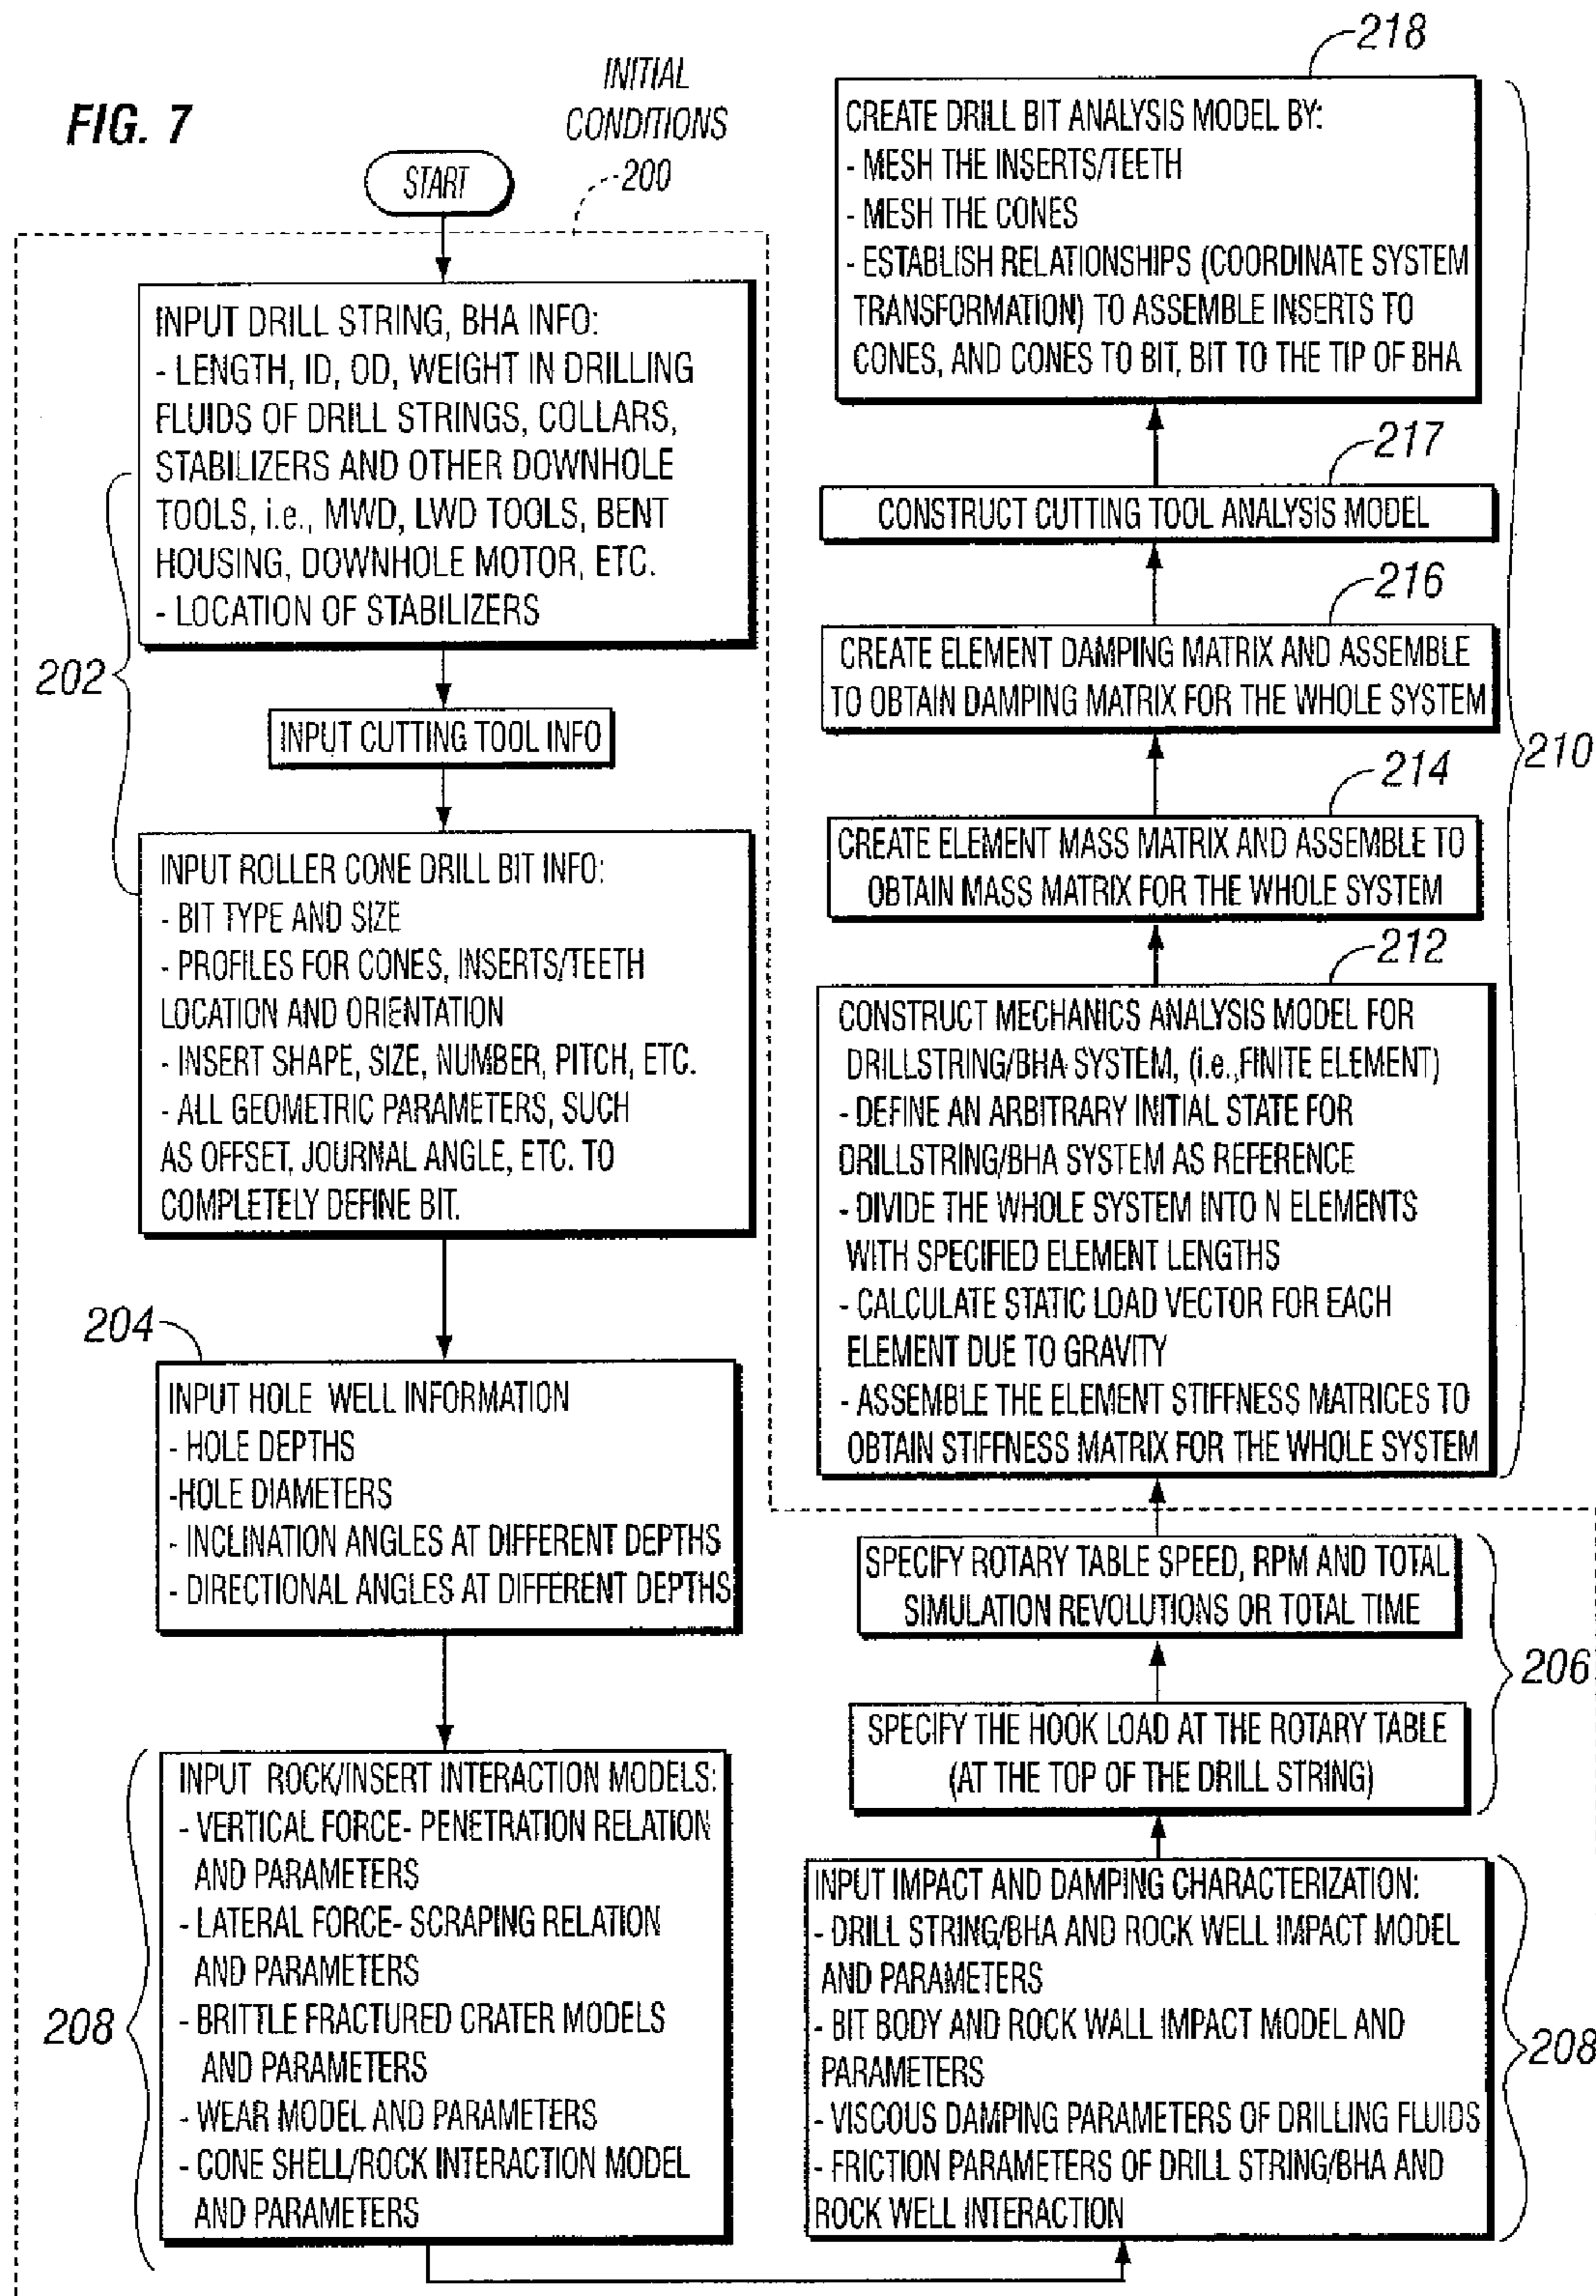 FIG. 7
INITIAL
CONDITIONS
200
START
INPUT DRILL STRING, BHA INFO:
- LENGTH, ID, OD, WEIGHT IN DRILLING
FLUIDS OF DRILL STRINGS, COLLARS,
STABILIZERS AND OTHER DOWNHOLE
TOOLS, i.e., MWD, LWD TOOLS, BENT
HOUSING, DOWNHOLE MOTOR, ETC.
- LOCATION OF STABILIZERS
202
INPUT CUTTING TOOL INFO
INPUT ROLLER CONE DRILL BIT INFO:
- BIT TYPE AND SIZE
- PROFILES FOR CONES, INSERTS/TEETH
LOCATION AND ORIENTATION
- INSERT SHAPE, SIZE, NUMBER, PITCH, ETC.
- ALL GEOMETRIC PARAMETERS, SUCH
AS OFFSET, JOURNAL ANGLE, ETC. TO
COMPLETELY DEFINE BIT.
204
INPUT HOLE WELL INFORMATION
- HOLE DEPTHS
-HOLE DIAMETERS
- INCLINATION ANGLES AT DIFFERENT DEPTHS
- DIRECTIONAL ANGLES AT DIFFERENT DEPTHS
208
INPUT ROCK/INSERT INTERACTION MODELS:
- VERTICAL FORCE- PENETRATION RELATION
AND PARAMETERS
- LATERAL FORCE- SCRAPING RELATION
AND PARAMETERS
- BRITTLE FRACTURED CRATER MODELS
AND PARAMETERS
- WEAR MODEL AND PARAMETERS
- CONE SHELL/ROCK INTERACTION MODEL
AND PARAMETERS
218
CREATE DRILL BIT ANALYSIS MODEL BY:
- MESH THE INSERTS/TEETH
- MESH THE CONES
- ESTABLISH RELATIONSHIPS (COORDINATE SYSTEM
TRANSFORMATION) TO ASSEMBLE INSERTS TO
CONES, AND CONES TO BIT, BIT TO THE TIP OF BHA
217
CONSTRUCT CUTTING TOOL ANALYSIS MODEL
216
CREATE ELEMENT DAMPING MATRIX AND ASSEMBLE
TO OBTAIN DAMPING MATRIX FOR THE WHOLE SYSTEM
210
214
CREATE ELEMENT MASS MATRIX AND ASSEMBLE TO
OBTAIN MASS MATRIX FOR THE WHOLE SYSTEM
212
CONSTRUCT MECHANICS ANALYSIS MODEL FOR
DRILLSTRING/BHA SYSTEM, (i.e.,FINITE ELEMENT)
- DEFINE AN ARBITRARY INITIAL STATE FOR
DRILLSTRING/BHA SYSTEM AS REFERENCE
- DIVIDE THE WHOLE SYSTEM INTO N ELEMENTS
WITH SPECIFIED ELEMENT LENGTHS
- CALCULATE STATIC LOAD VECTOR FOR EACH
ELEMENT DUE TO GRAVITY
- ASSEMBLE THE ELEMENT STIFFNESS MATRICES TO
OBTAIN STIFFNESS MATRIX FOR THE WHOLE SYSTEM
SPECIFY ROTARY TABLE SPEED, RPM AND TOTAL
SIMULATION REVOLUTIONS OR TOTAL TIME
206
SPECIFY THE HOOK LOAD AT THE ROTARY TABLE
(AT THE TOP OF THE DRILL STRING)
INPUT IMPACT AND DAMPING CHARACTERIZATION:
- DRILL STRING/BHA AND ROCK WELL IMPACT MODEL
AND PARAMETERS
- BIT BODY AND ROCK WALL IMPACT MODEL AND
PARAMETERS
- VISCOUS DAMPING PARAMETERS OF DRILLING FLUIDS
- FRICTION PARAMETERS OF DRILL STRING/BHA AND
ROCK WELL INTERACTION
208